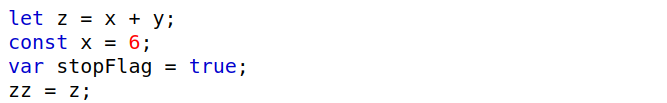 let z = x + y;
const x = 6;
var stopFlag = true;
zz = z;